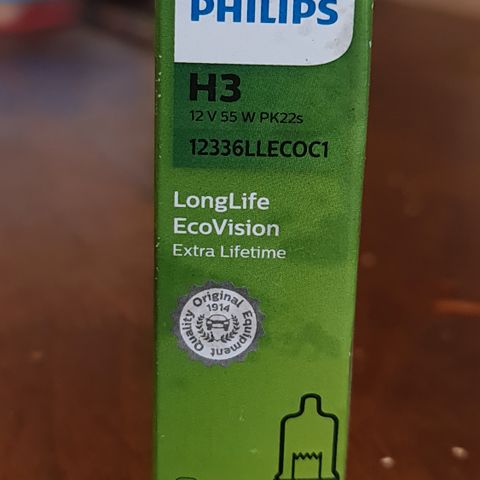 PHILIPS
H3
12 V 55 W PK22s
12336LLECOC1
LongLife
EcoVision
Extra Lifetime
Quality Original Equipment
1914